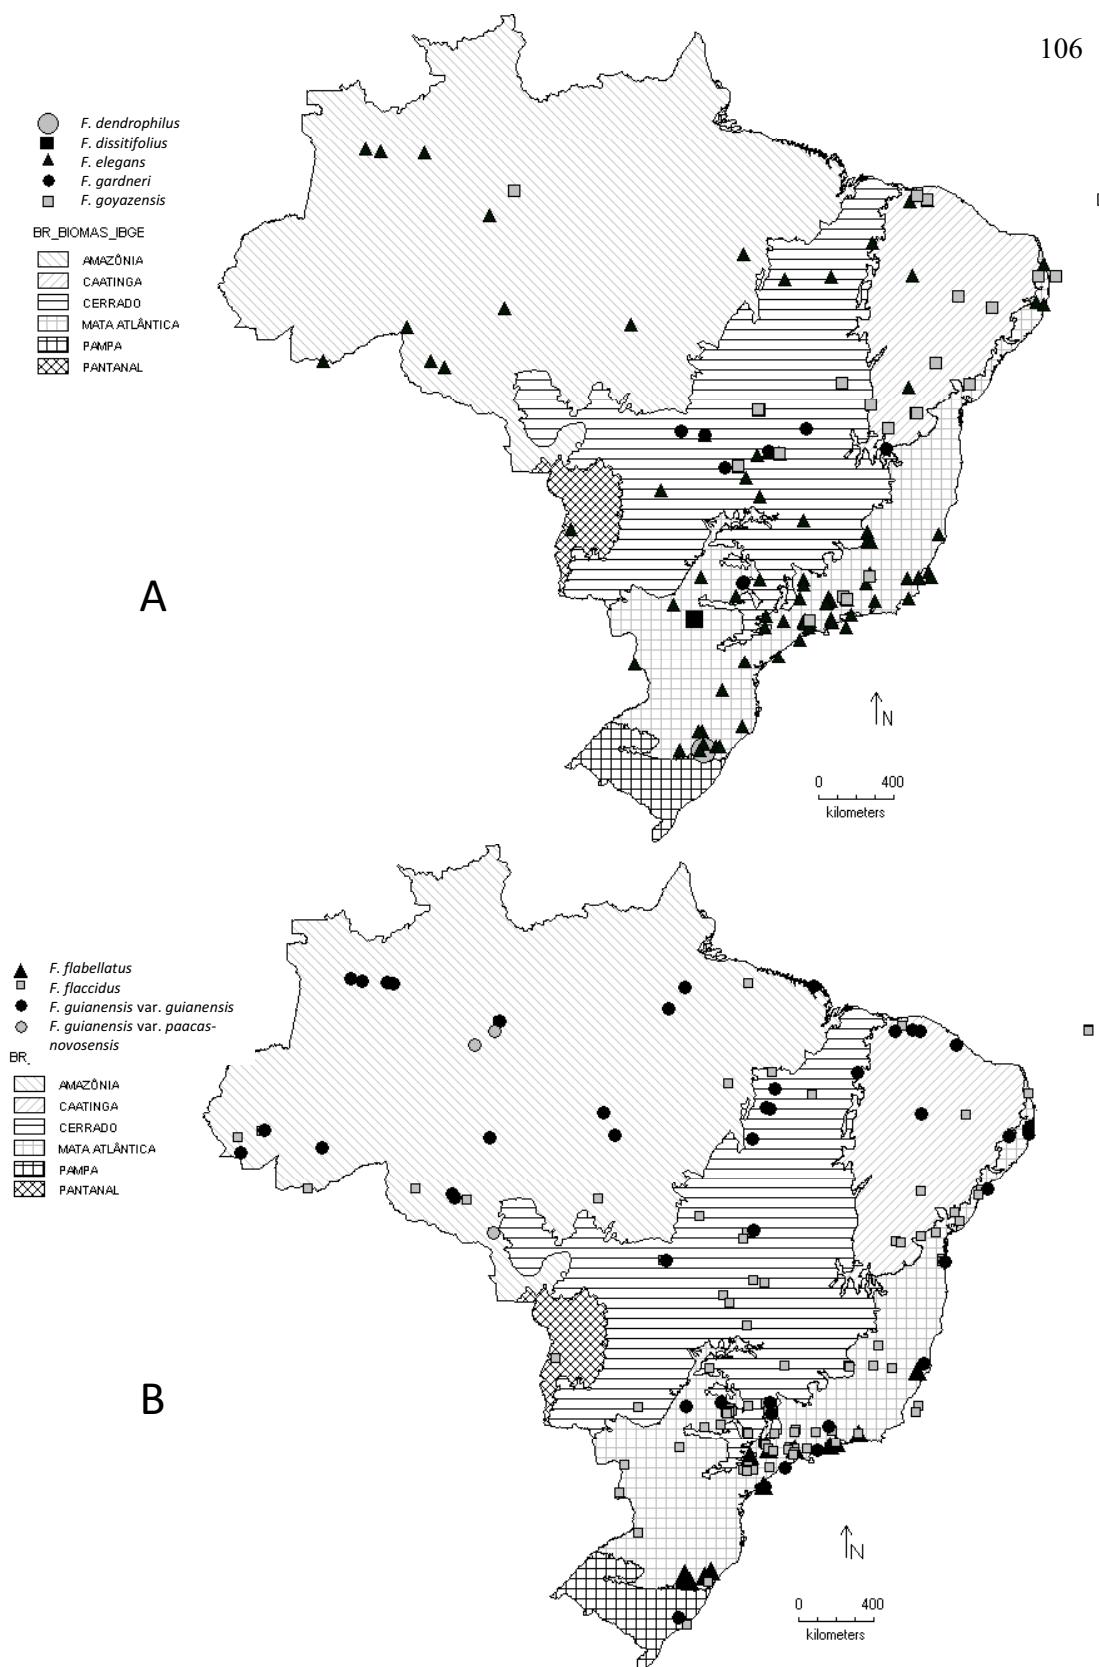 106
F. dendrophilus
F. dissitifolius
F. elegans
F. gardneri
F. goyazensis
BR_BIOMAS_IBGE
AMAZÔNIA
CAATINGA
CERRADO
MATA ATLÂNTICA
PAMPA
PANTANAL
A
N
0 400
kilometers
F. flabellatus
F. flaccidus
F. guianensis var. guianensis
F. guianensis var. paacas-
novosensis
BR_
AMAZÔNIA
CAATINGA
CERRADO
MATA ATLÂNTICA
PAMPA
PANTANAL
B
N
0 400
kilometers